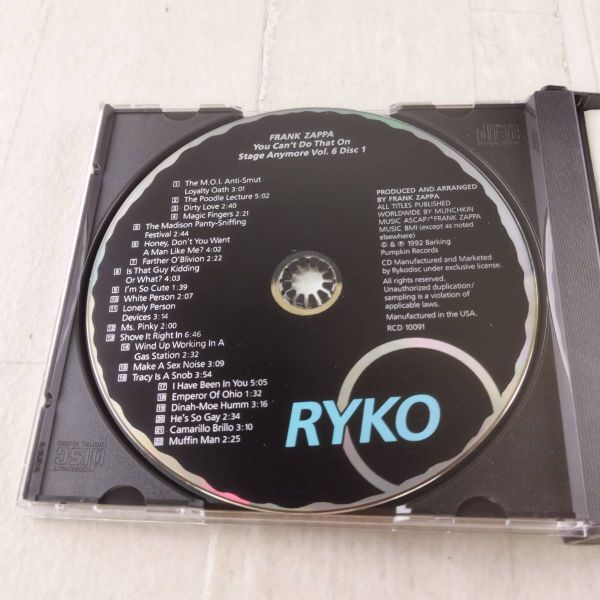 FRANK ZAPPA
You Can't Do That On
Stage Anymore Vol. 6 Disc 1
1 The M.O.I. Anti-Smut
Loyalty Oath 3:01
2 The Poodle Lecture 5:02
3 Dirty Love 2:40
4 Magic Fingers 2:21
5 The Madison Panty-Sniffing
Festival 2:44
6 Honey, Don't You Want
A Man Like Me? 4:02
7 Farther O'Blivion 2:22
8 Is That Guy Kidding
Or What? 4:03
9 I'm So Cute 1:39
10 White Person 2:07
11 Lonely Person
Devices 3:14
12 Ms. Pinky 2:00
13 Shove It Right In 6:46
14 Wind Up Working In A
Gas Station 2:32
15 Make A Sex Noise 3:09
16 Tracy Is A Snob 3:54
17 I Have Been In You 5:05
18 Emperor Of Ohio 1:32
19 Dinah-Moe Humm 3:16
20 He's So Gay 2:34
21 Camarillo Brillo 3:10
22 Muffin Man 2:25
PRODUCED AND ARRANGED
BY FRANK ZAPPA
ALL TITLES PUBLISHED
WORLDWIDE BY MUNCHKIN
MUSIC ASCAP/*FRANK ZAPPA
MUSIC BMI (except as noted
elsewhere)
© & ℗ 1992 Barking
Pumpkin Records
CD Manufactured and Marketed
by Rykodisc under exclusive license.
All rights reserved.
Unauthorized duplication/
sampling is a violation of
applicable laws.
Manufactured in the USA.
RCD 10091
RYKO
COMPACT
disc
DIGITAL AUDIO
disc